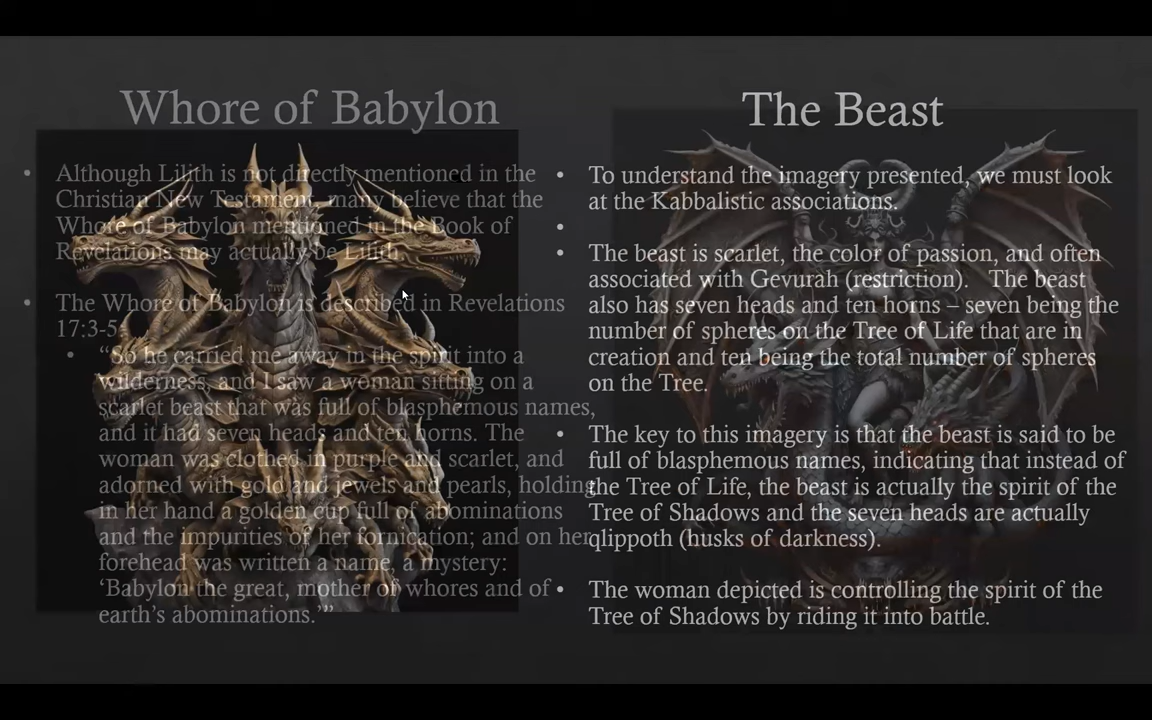 Whore of Babylon
Although Lilith is not directly mentioned in the
Christian New Testament, many believe that the
Whore of Babylon mentioned in the Book of
Revelations may actually be Lilith.
The Whore of Babylon is described in Revelations
17:3-5:
“So he carried me away in the spirit into a
wilderness, and I saw a woman sitting on a
scarlet beast that was full of blasphemous names,
and it had seven heads and ten horns. The
woman was clothed in purple and scarlet, and
adorned with gold and jewels and pearls, holding
in her hand a golden cup full of abominations
and the impurities of her fornication; and on her
forehead was written a name, a mystery:
‘Babylon the great, mother of whores and of
earth’s abominations.’”
The Beast
To understand the imagery presented, we must look
at the Kabbalistic associations.
The beast is scarlet, the color of passion, and often
associated with Gevurah (restriction). The beast
also has seven heads and ten horns – seven being the
number of spheres on the Tree of Life that are in
creation and ten being the total number of spheres
on the Tree.
The key to this imagery is that the beast is said to be
full of blasphemous names, indicating that instead of
the Tree of Life, the beast is actually the spirit of the
Tree of Shadows and the seven heads are actually
qlippoth (husks of darkness).
The woman depicted is controlling the spirit of the
Tree of Shadows by riding it into battle.